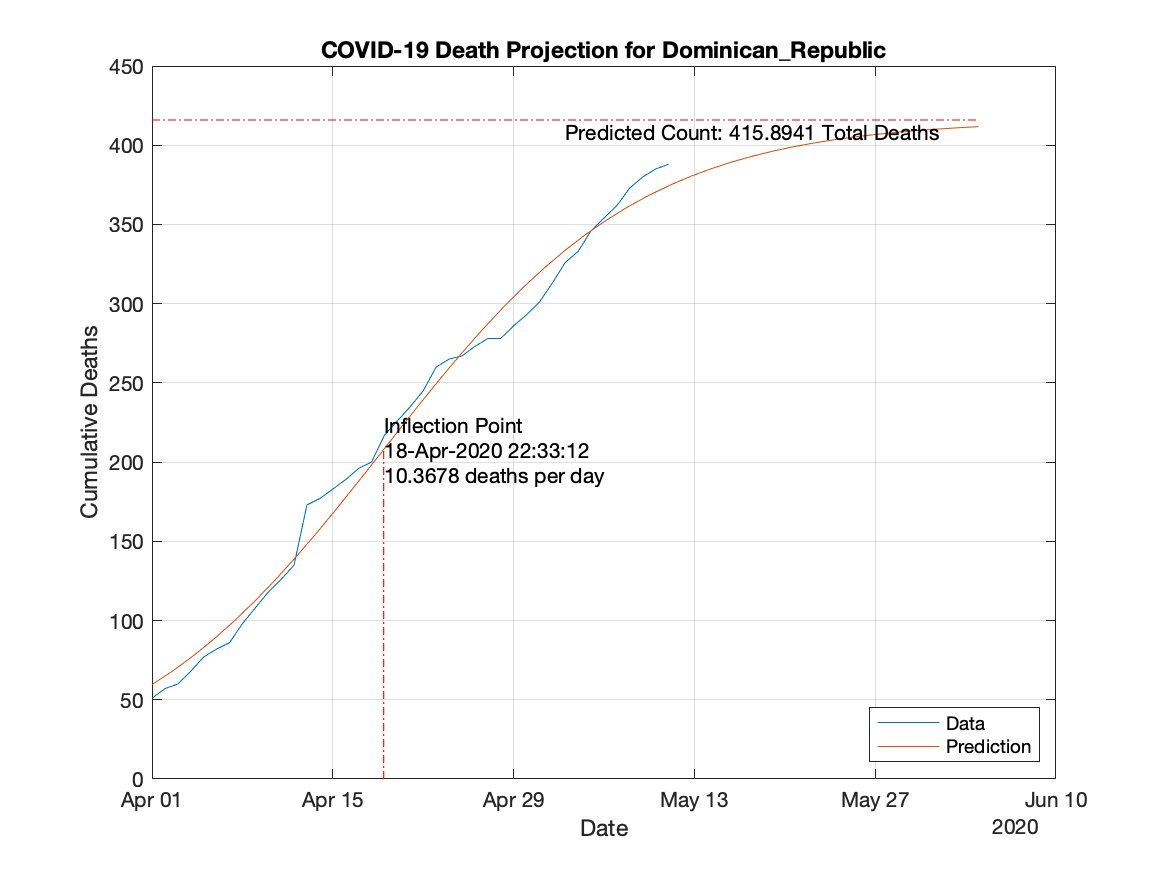 COVID-19 Death Projection for Dominican_Republic
450
400
350
300
250
200
150
100
50
0
Cumulative Deaths
Predicted Count: 415.8941 Total Deaths
Inflection Point
18-Apr-2020 22:33:12
10.3678 deaths per day
Data
Prediction
Apr 01
Apr 15
Apr 29
May 13
May 27
Jun 10
Date
2020